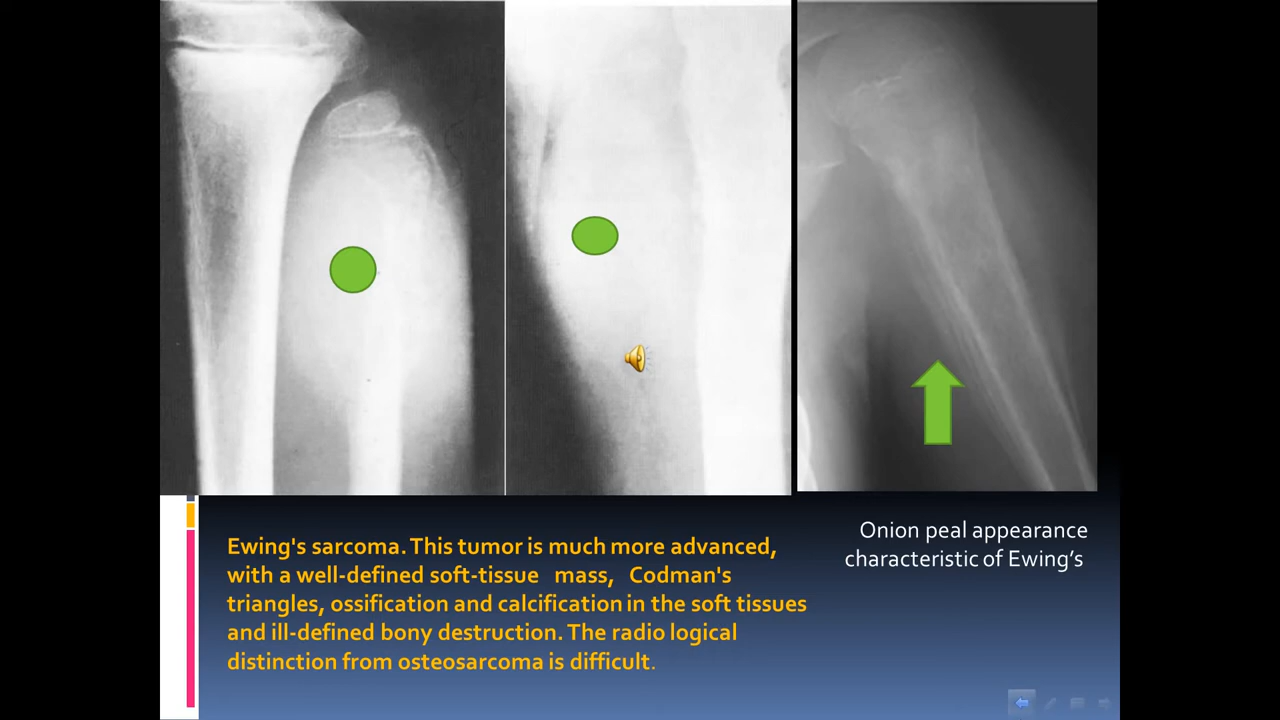 Ewing's sarcoma. This tumor is much more advanced,
with a well-defined soft-tissue mass, Codman's
triangles, ossification and calcification in the soft tissues
and ill-defined bony destruction. The radio logical
distinction from osteosarcoma is difficult.
Onion peal appearance
characteristic of Ewing’s